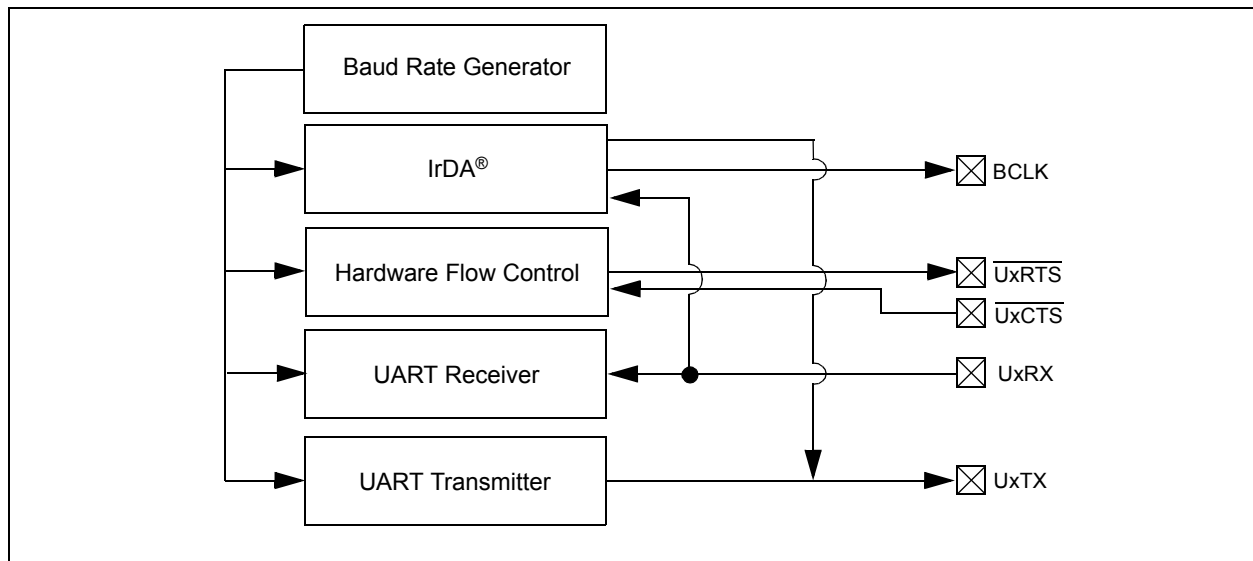 Baud Rate Generator
IrDA®
BCLK
Hardware Flow Control
UxRTS
UxCTS
UART Receiver
UxRX
UART Transmitter
UxTX